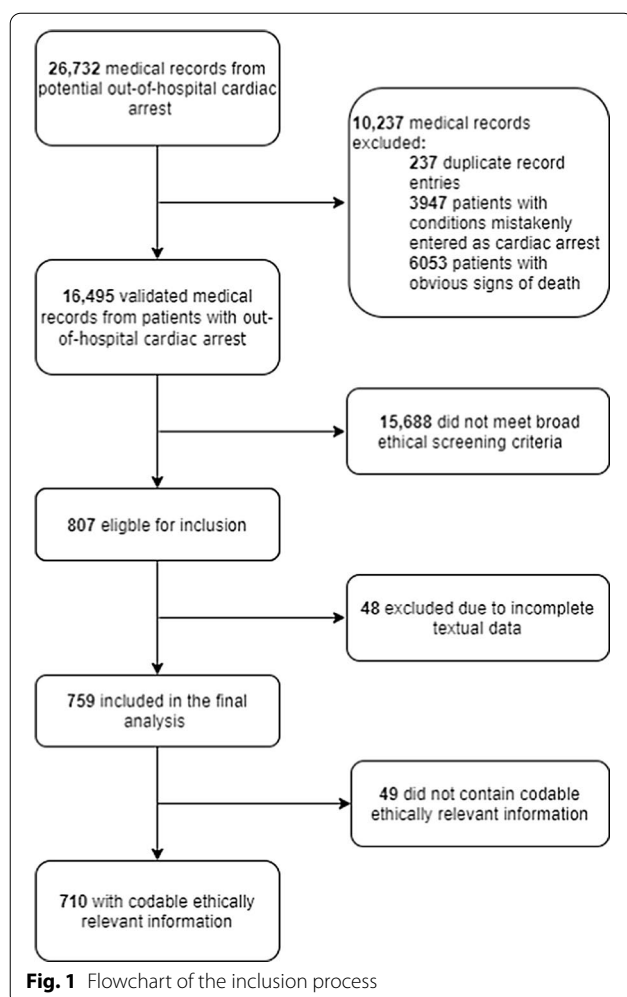 26,732 medical records from
potential out-of-hospital cardiac
arrest
10,237 medical records
excluded:
237 duplicate record
entries
3947 patients with
conditions mistakenly
entered as cardiac arrest
6053 patients with
obvious signs of death
16,495 validated medical
records from patients with out-
of-hospital cardiac arrest
15,688 did not meet broad
ethical screening criteria
807 eligble for inclusion
48 excluded due to incomplete
textual data
759 included in the final
analysis
49 did not contain codable
ethically relevant information
710 with codable ethically
relevant information
Fig. 1 Flowchart of the inclusion process